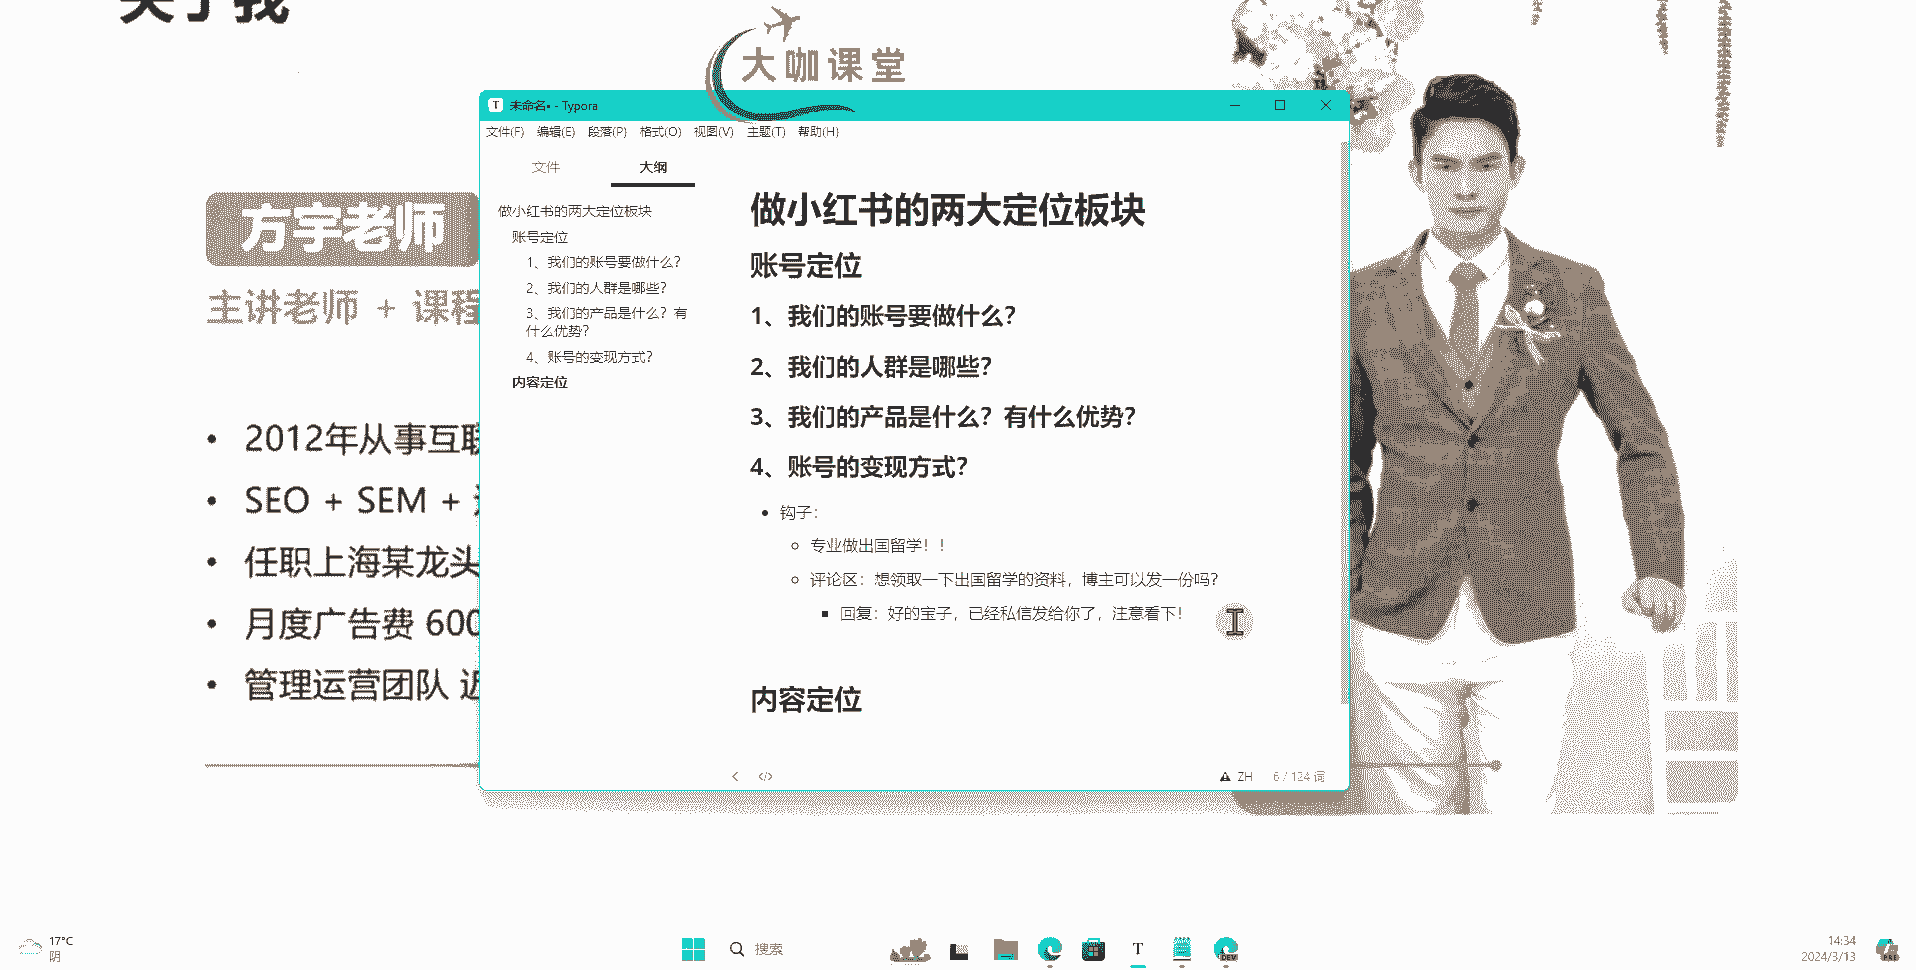 关于我
大咖课堂
T 未命名• - Typora
文件(F) 编辑(E) 段落(P) 格式(O) 视图(V) 主题(T) 帮助(H)
文件 大纲
做小红书的两大定位板块
账号定位
1、我们的账号要做什么?
2、我们的人群是哪些?
3、我们的产品是什么? 有
什么优势?
4、账号的变现方式?
内容定位
做小红书的两大定位板块
账号定位
1、我们的账号要做什么?
2、我们的人群是哪些?
3、我们的产品是什么? 有什么优势?
4、账号的变现方式?
钩子:
专业做出国留学! !
评论区: 想领取一下出国留学的资料, 博主可以发一份吗?
回复: 好的宝子, 已经私信发给你了, 注意看下!
内容定位
ZH 6 / 124 词
方宇老师
主讲老师 + 课程
2012年从事互联
SEO + SEM +
任职上海某龙头
月度广告费 600
管理运营团队 近
17°C
阴
搜索
T
DEV
14:34
2024/3/13
PRE